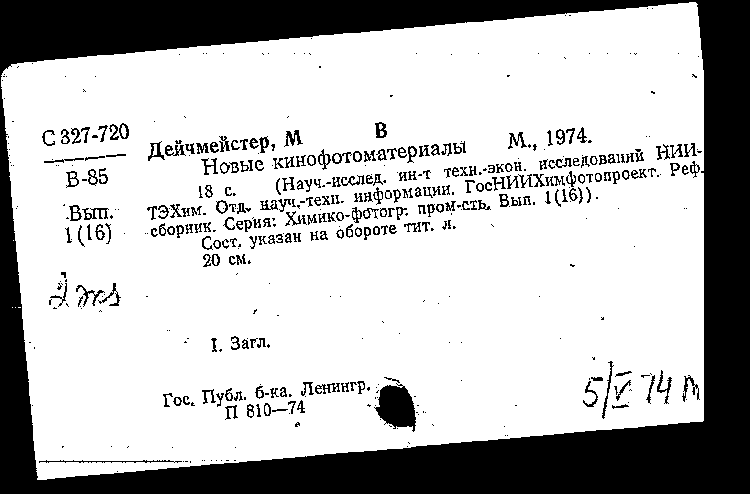 С 327-720
В-85
Вып.
1(16)
2 экз
Дейчмейстер, М В
Новые кинофотоматериалы М., 1974.
18 с. (Науч.-исслед. ин-т техн.-экон. исследований НИИ-
ТЭХим. Отд. науч.-техн. информации. ГосНИИХимфотопроект. Реф.
сборник. Серия: Химико-фотогр. пром-сть. Вып. 1(16)).
Сост. указан на обороте тит. л.
20 см.
I. Загл.
Гос. Публ. б-ка. Ленингр.
П 810—74
5/V 74 м